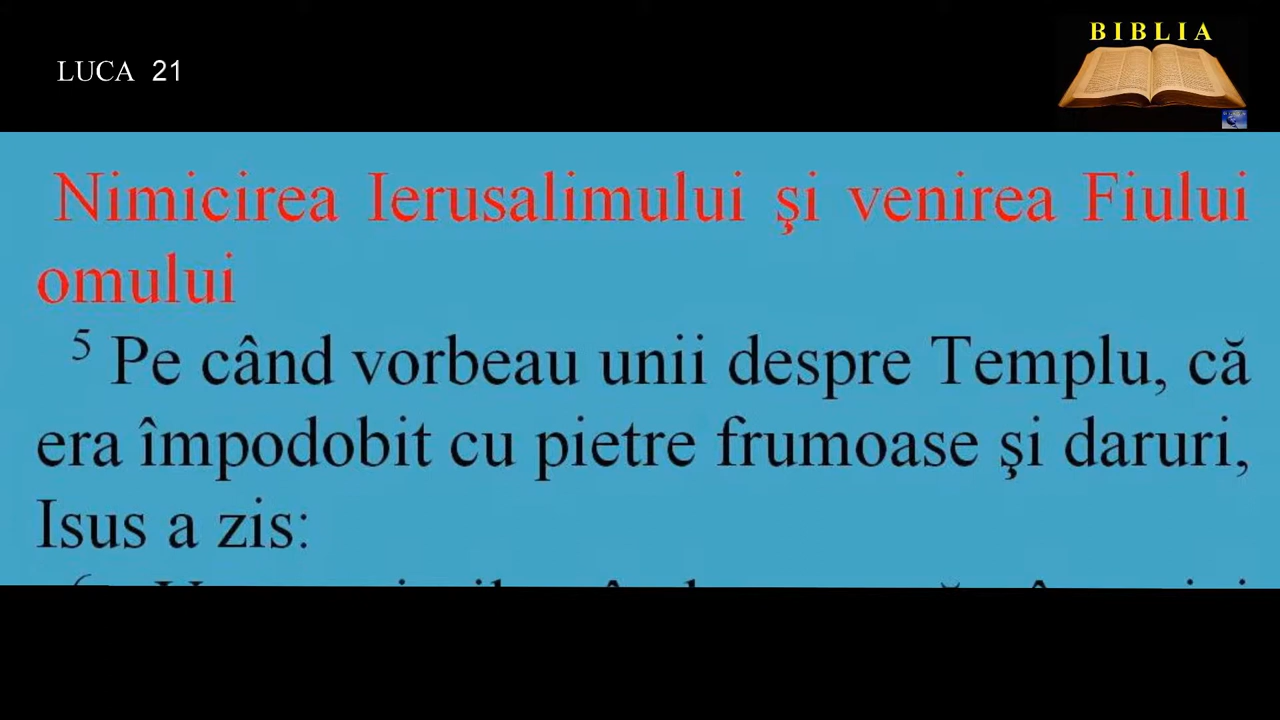 BIBLIA
LUCA 21
Nimicirea Ierusalimului şi venirea Fiului
omului
5 Pe când vorbeau unii despre Templu, că
era împodobit cu pietre frumoase şi daruri,
Isus a zis: